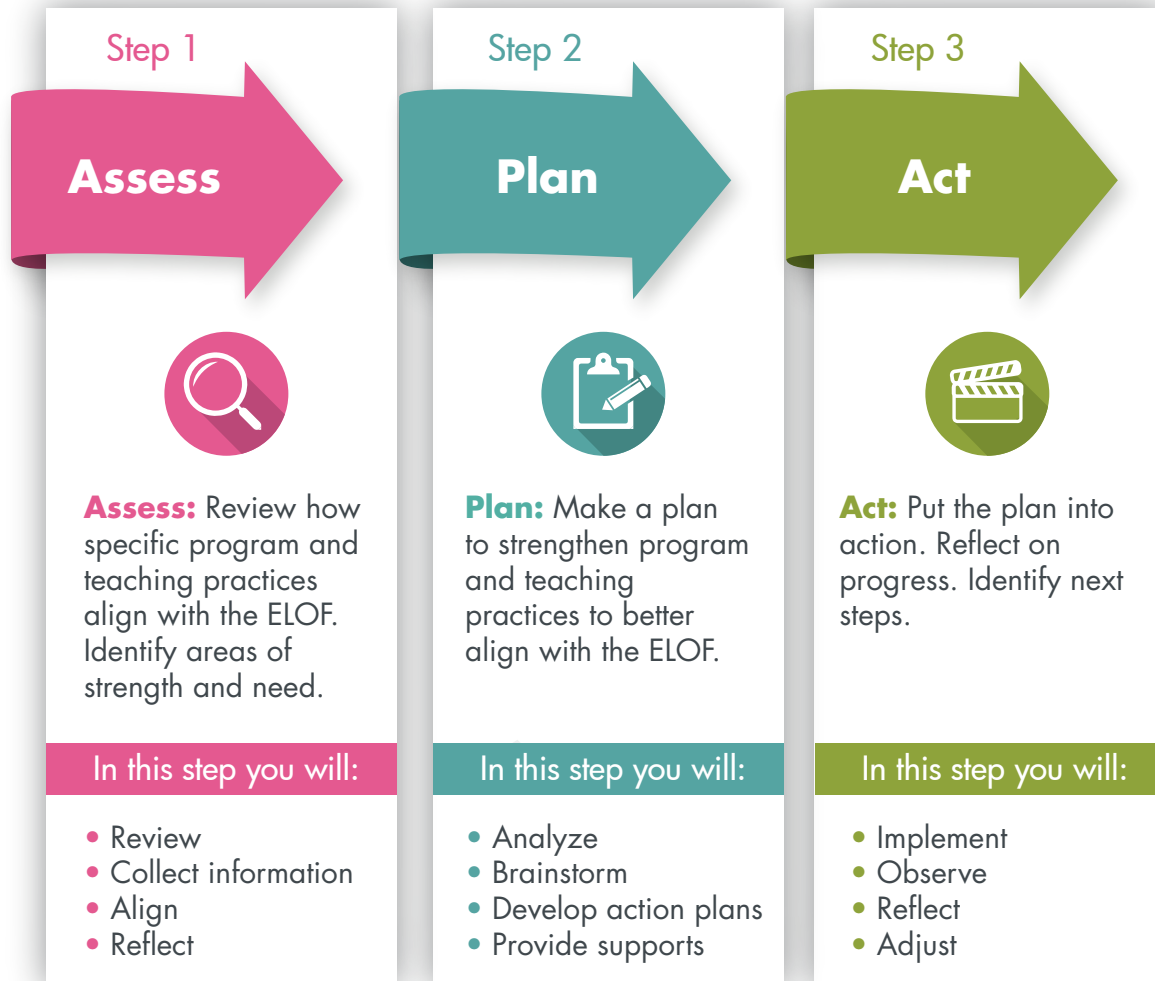 Step 1
Assess
Assess: Review how
specific program and
teaching practices
align with the ELOF.
Identify areas of
strength and need.
In this step you will:
• Review
• Collect information
• Align
• Reflect
Step 2
Plan
Plan: Make a plan
to strengthen program
and teaching
practices to better
align with the ELOF.
In this step you will:
• Analyze
• Brainstorm
• Develop action plans
• Provide supports
Step 3
Act
Act: Put the plan into
action. Reflect on
progress. Identify next
steps.
In this step you will:
• Implement
• Observe
• Reflect
• Adjust